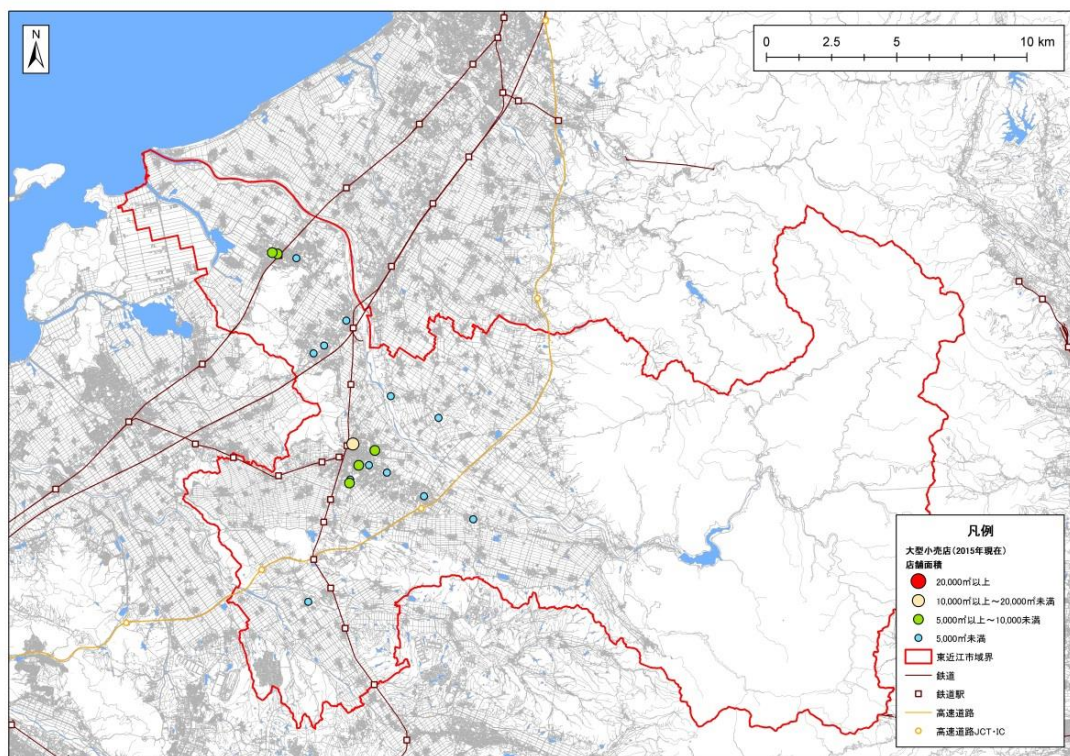 N
0 2.5 5 10 km
凡例
大型小売店(2015年現在)
店舗面積
20,000㎡以上
10,000㎡以上～20,000㎡未満
5,000㎡以上～10,000未満
5,000㎡未満
東近江市域界
鉄道
鉄道駅
高速道路
高速道路JCT・IC